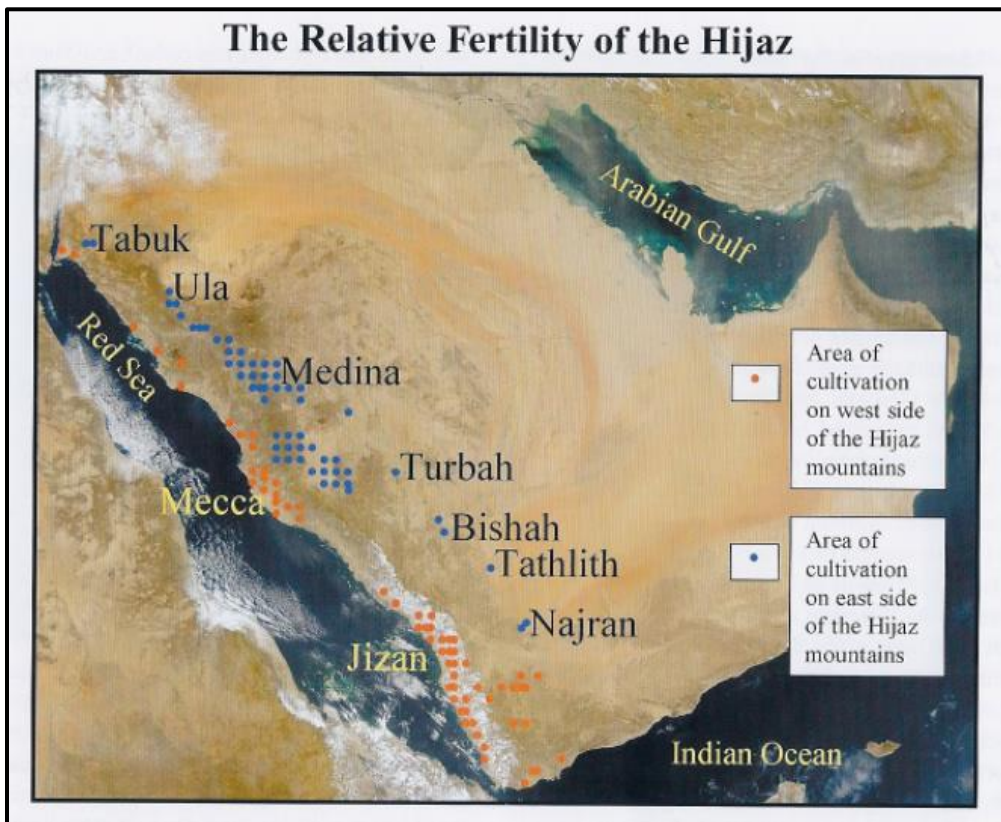 The Relative Fertility of the Hijaz
Arabian Gulf
Tabuk
Ula
Red Sea
Medina
Area of
cultivation
on west side
of the Hijaz
mountains
Turbah
Mecca
Bishah
Tathlith
Area of
cultivation
on east side
of the Hijaz
mountains
Najran
Jizan
Indian Ocean